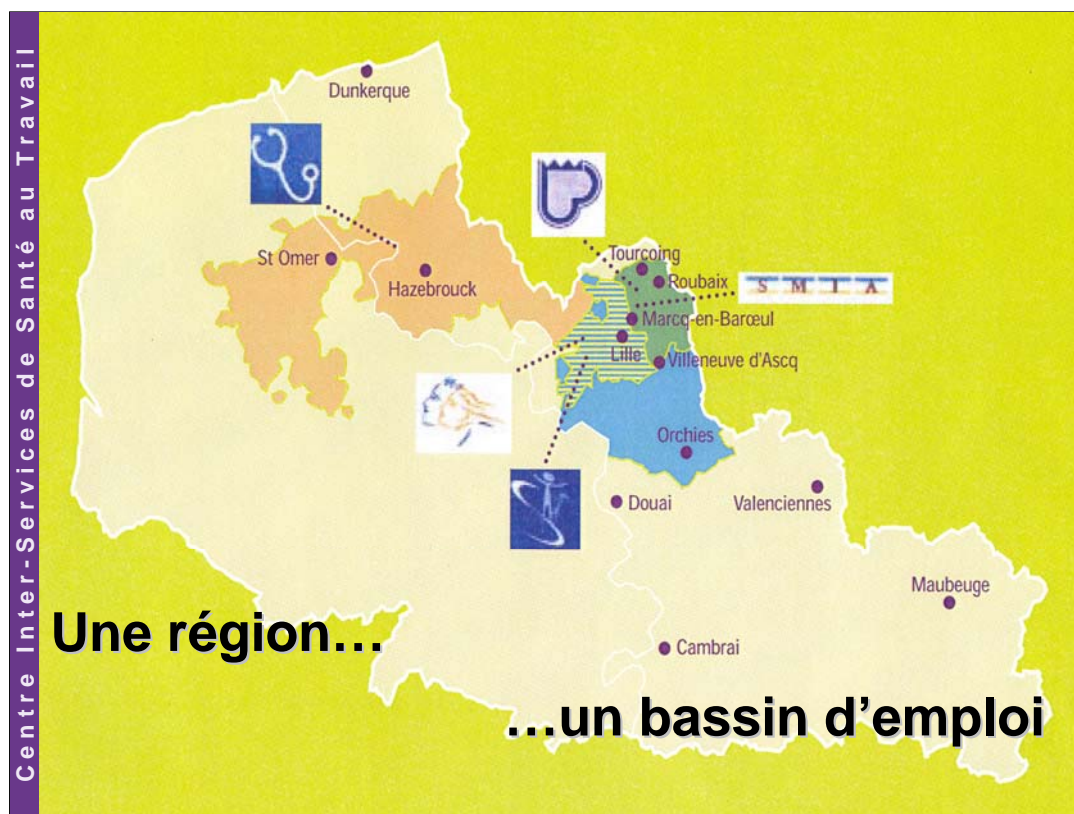 Centre Inter-Services de Santé au Travail
Dunkerque
St Omer
Hazebrouck
Tourcoing
Roubaix
S M I A
Marcq-en-Barœul
Lille
Villeneuve d'Ascq
Orchies
Douai
Valenciennes
Maubeuge
Cambrai
Une région…
…un bassin d’emploi